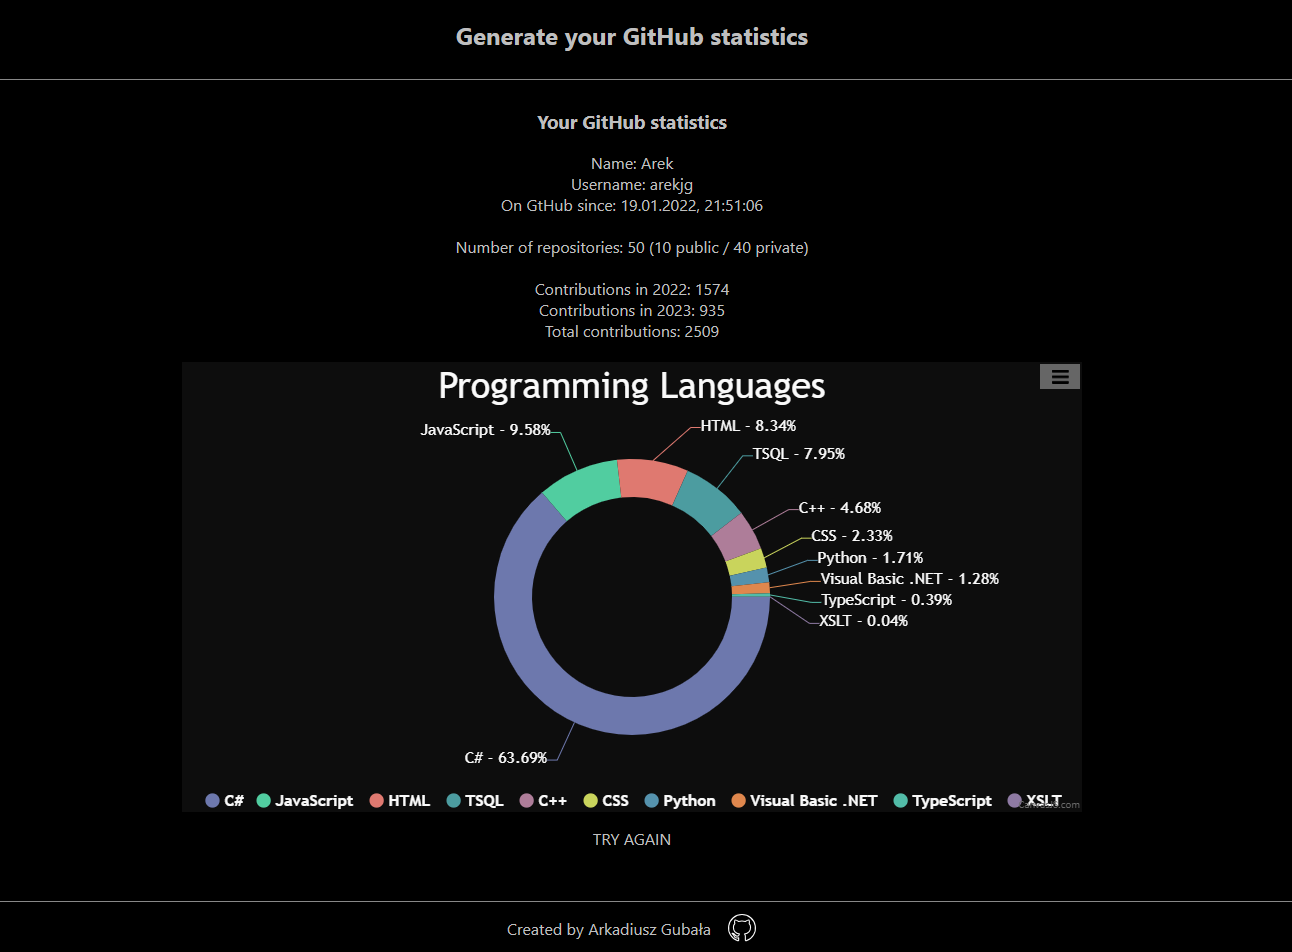 Generate your GitHub statistics
Your GitHub statistics
Name: Arek
Username: arekjg
On GtHub since: 19.01.2022, 21:51:06
Number of repositories: 50 (10 public / 40 private)
Contributions in 2022: 1574
Contributions in 2023: 935
Total contributions: 2509
Programming Languages
JavaScript - 9.58%
HTML - 8.34%
TSQL - 7.95%
C++ - 4.68%
CSS - 2.33%
Python - 1.71%
Visual Basic .NET - 1.28%
TypeScript - 0.39%
XSLT - 0.04%
C# - 63.69%
C# JavaScript HTML TSQL C++ CSS Python Visual Basic .NET TypeScript XSLT
CanvasJS.com
TRY AGAIN
Created by Arkadiusz Gubała